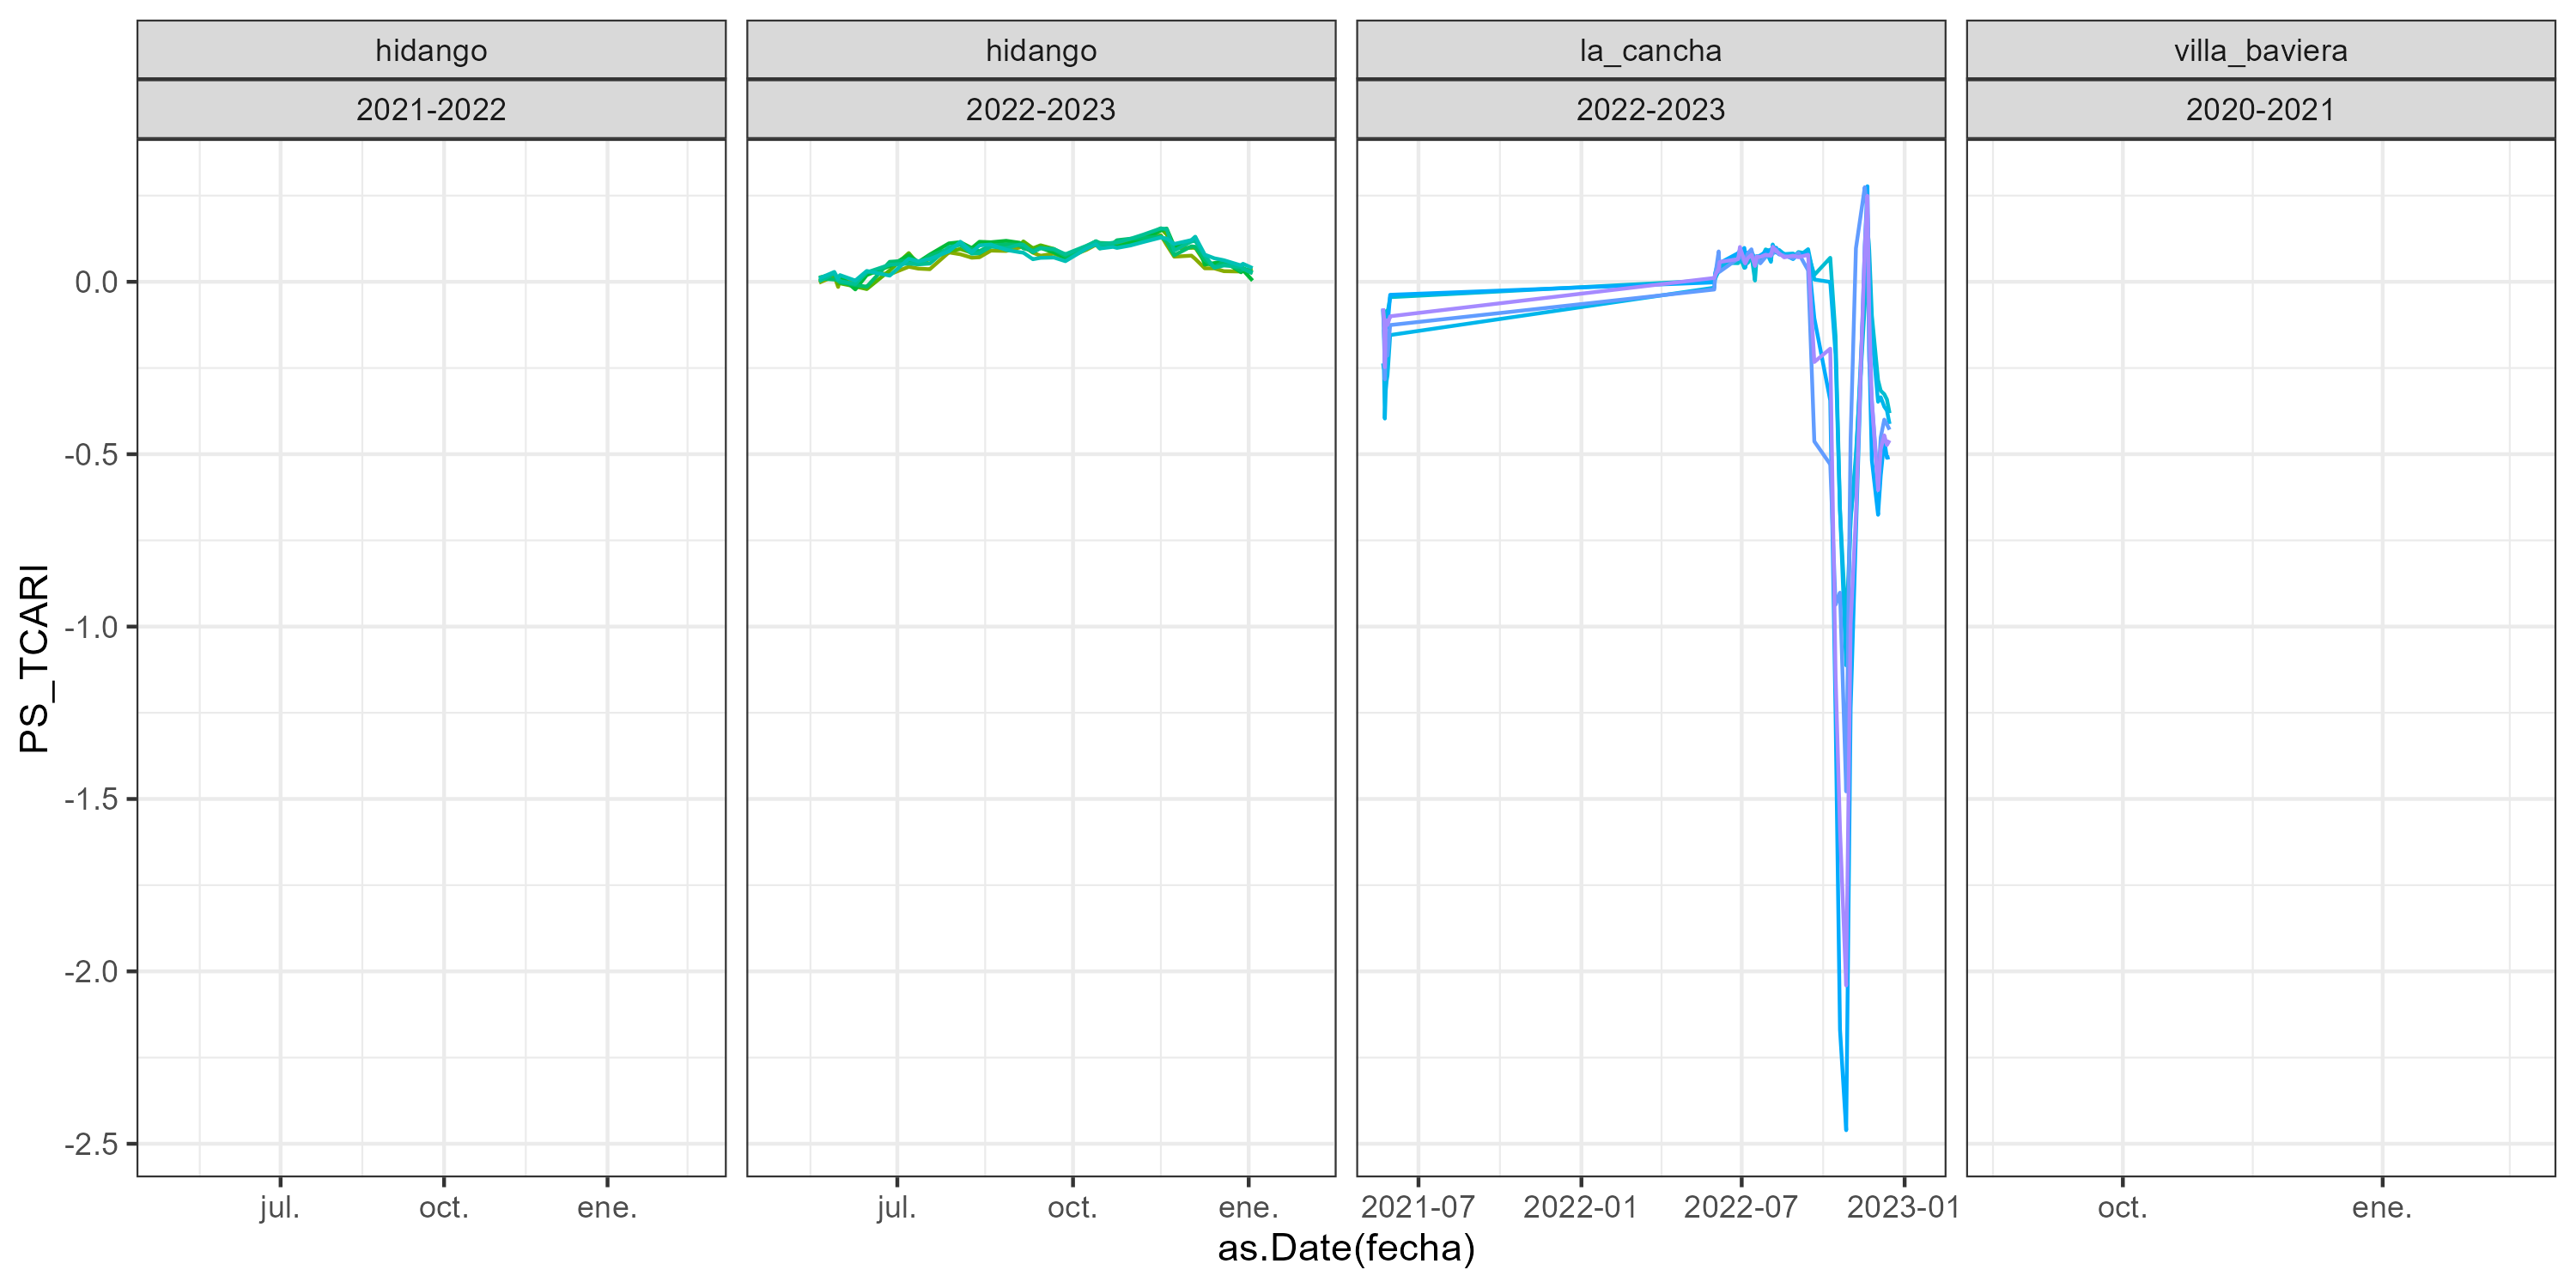 hidango
hidango
la_cancha
villa_baviera
2021-2022
2022-2023
2022-2023
2020-2021
PS_TCARI
0.0
-0.5
-1.0
-1.5
-2.0
-2.5
jul.
oct.
ene.
jul.
oct.
ene.
2021-07
2022-01
2022-07
2023-01
oct.
ene.
as.Date(fecha)